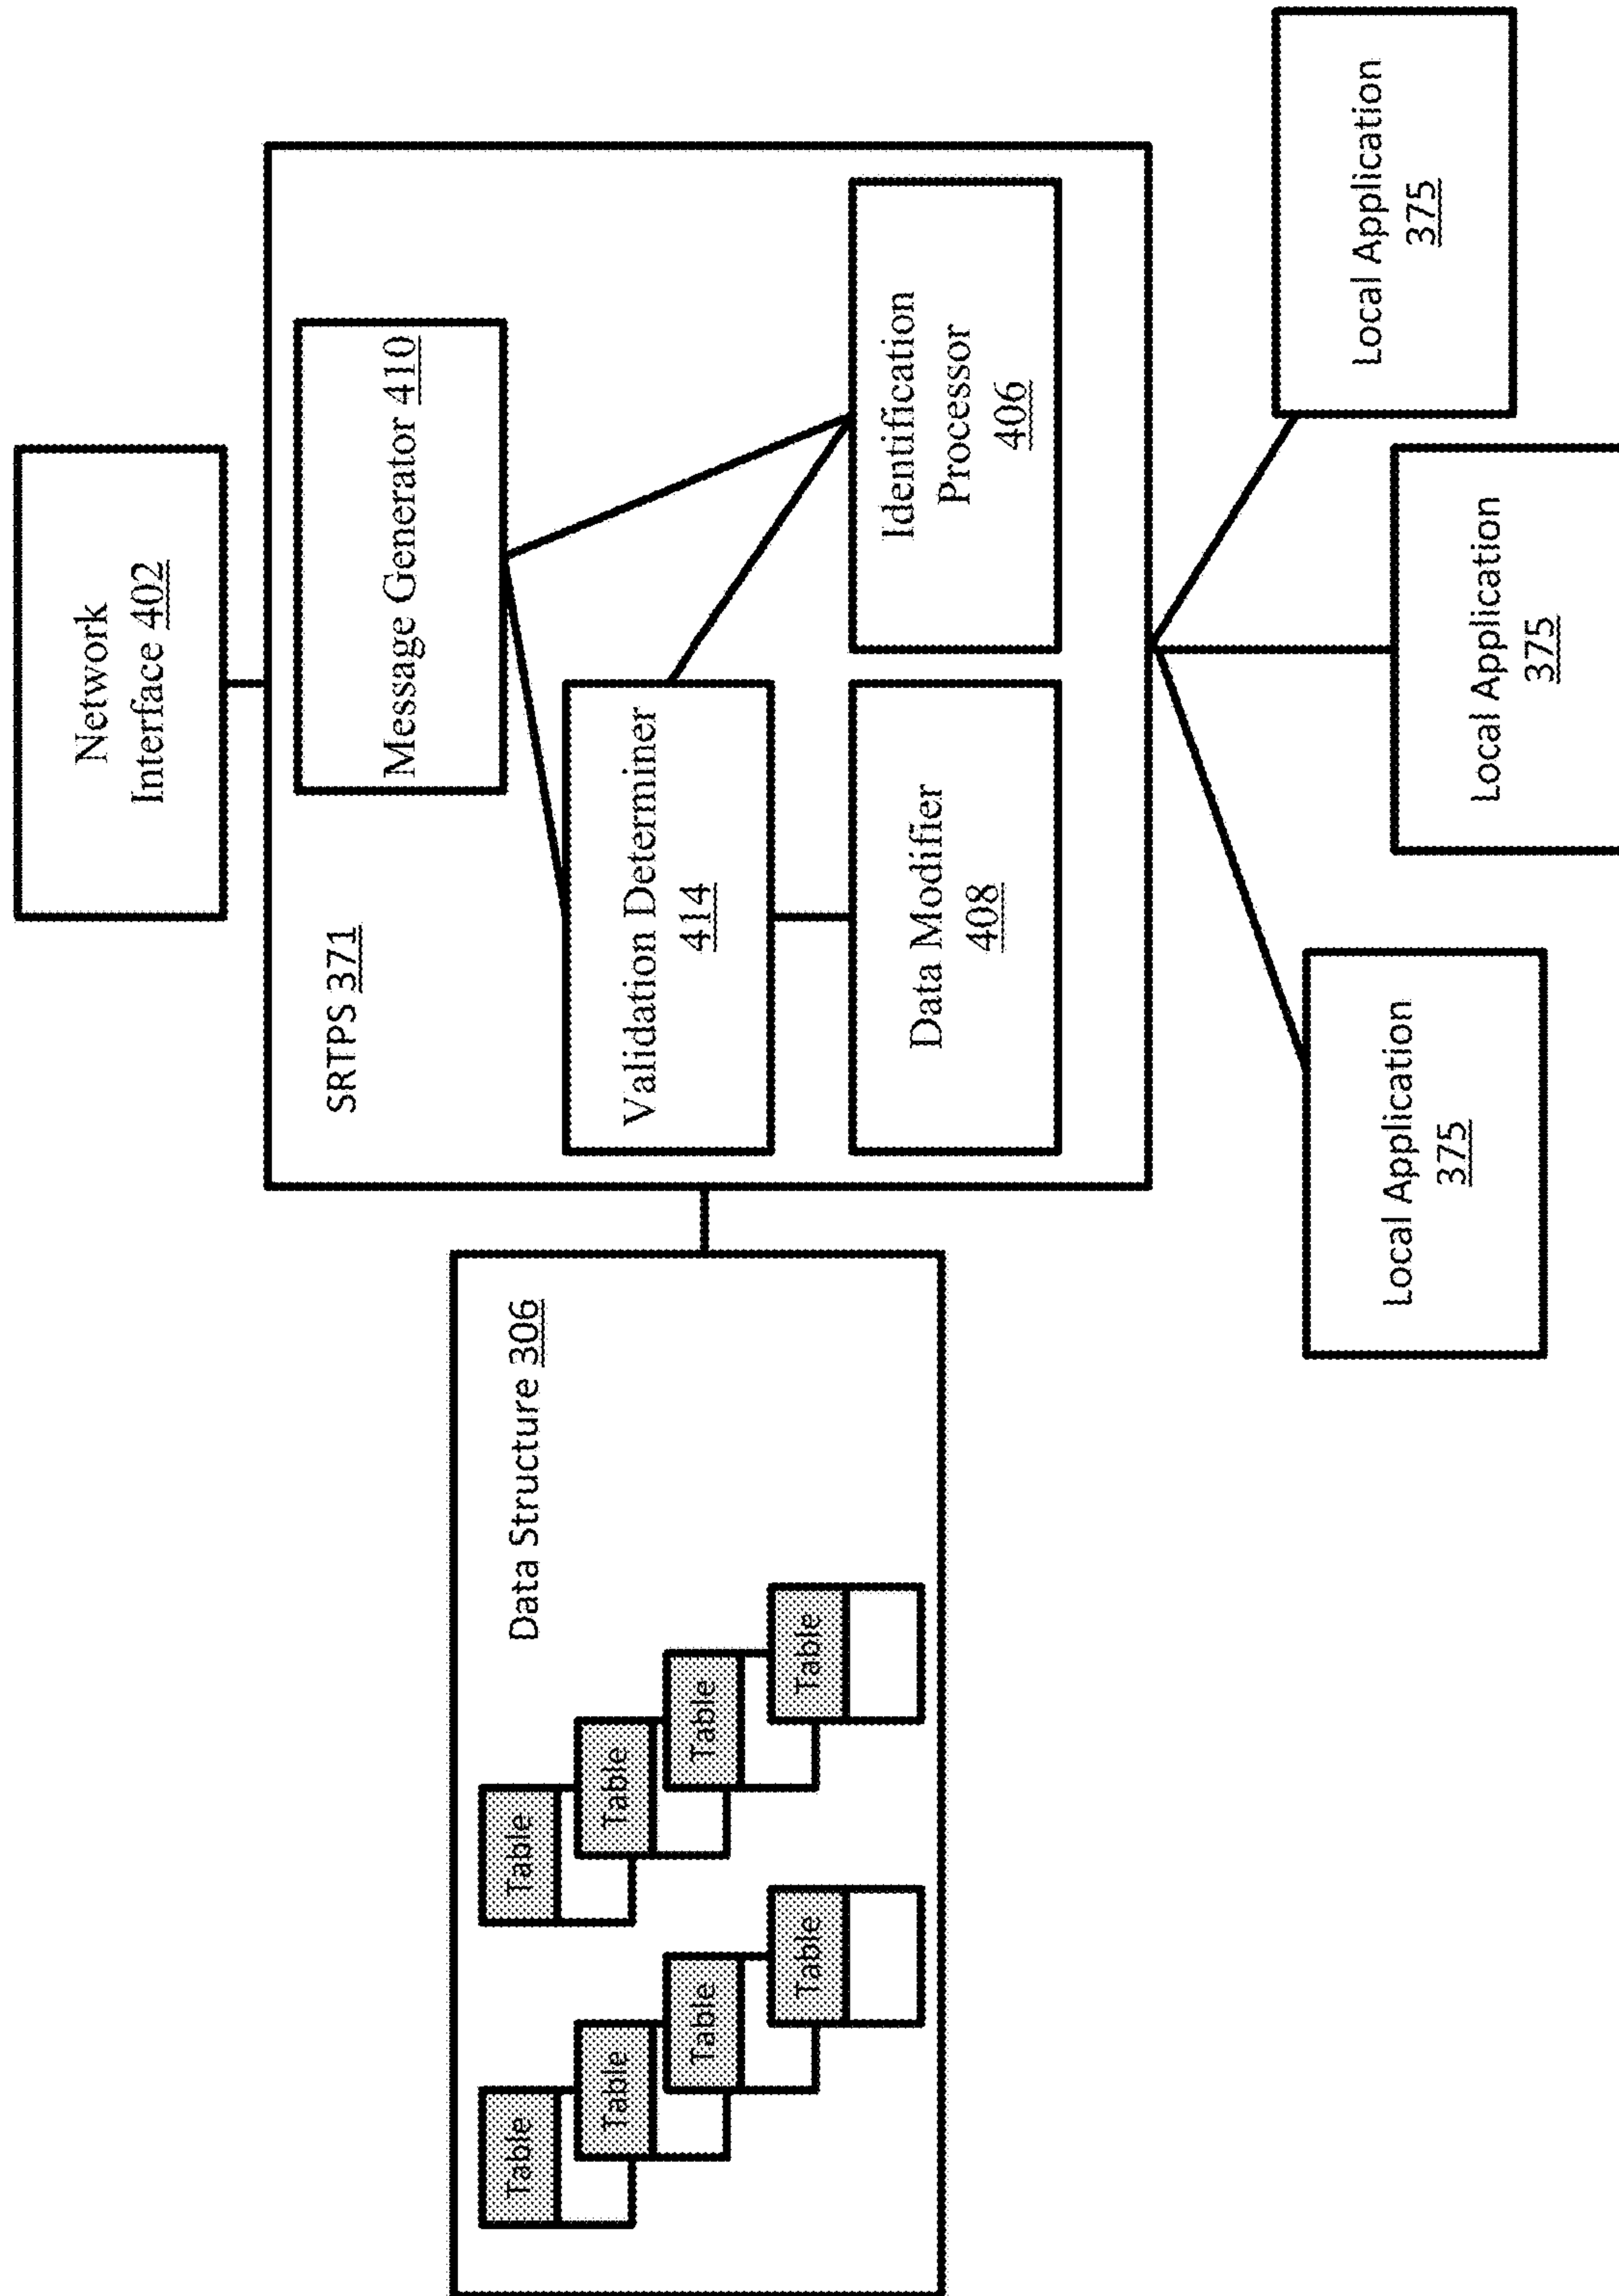 Network
Interface 402
SRTPS 371
Message Generator 410
Validation Determiner
414
Data Modifier
408
Identification
Processor
406
Data Structure 306
Table
Table
Table
Table
Table
Table
Table
Table
Local Application
375
Local Application
375
Local Application
375